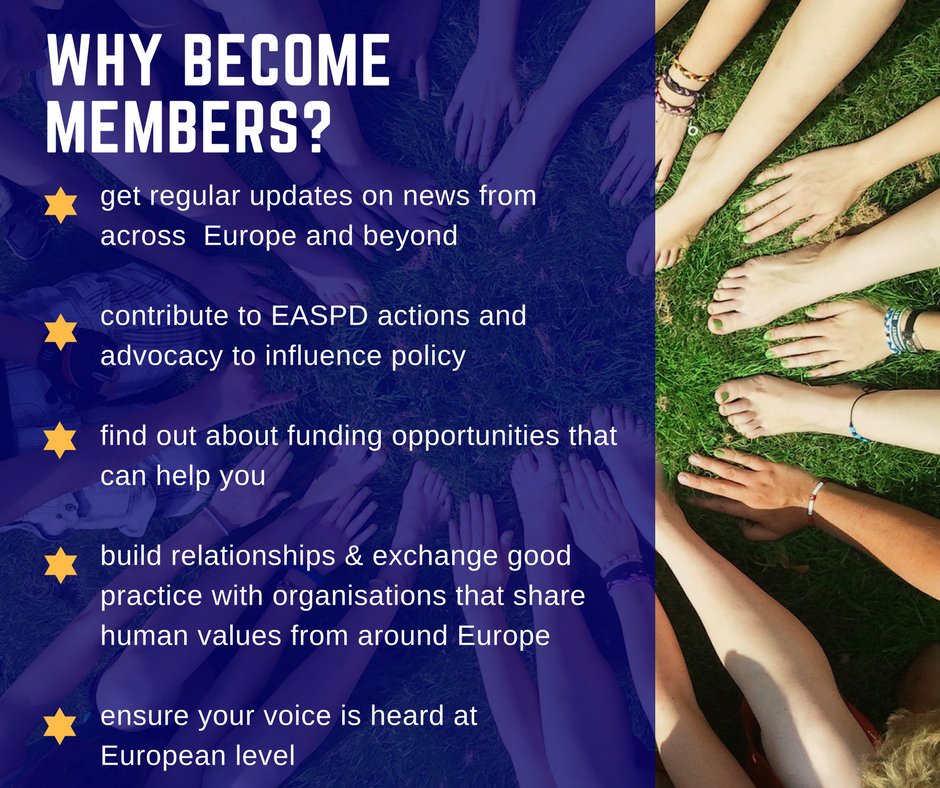 WHY BECOME
MEMBERS?
get regular updates on news from
across  Europe and beyond
contribute to EASPD actions and
advocacy to influence policy
find out about funding opportunities that
can help you
build relationships & exchange good
practice with organisations that share
human values from around Europe
ensure your voice is heard at
European level